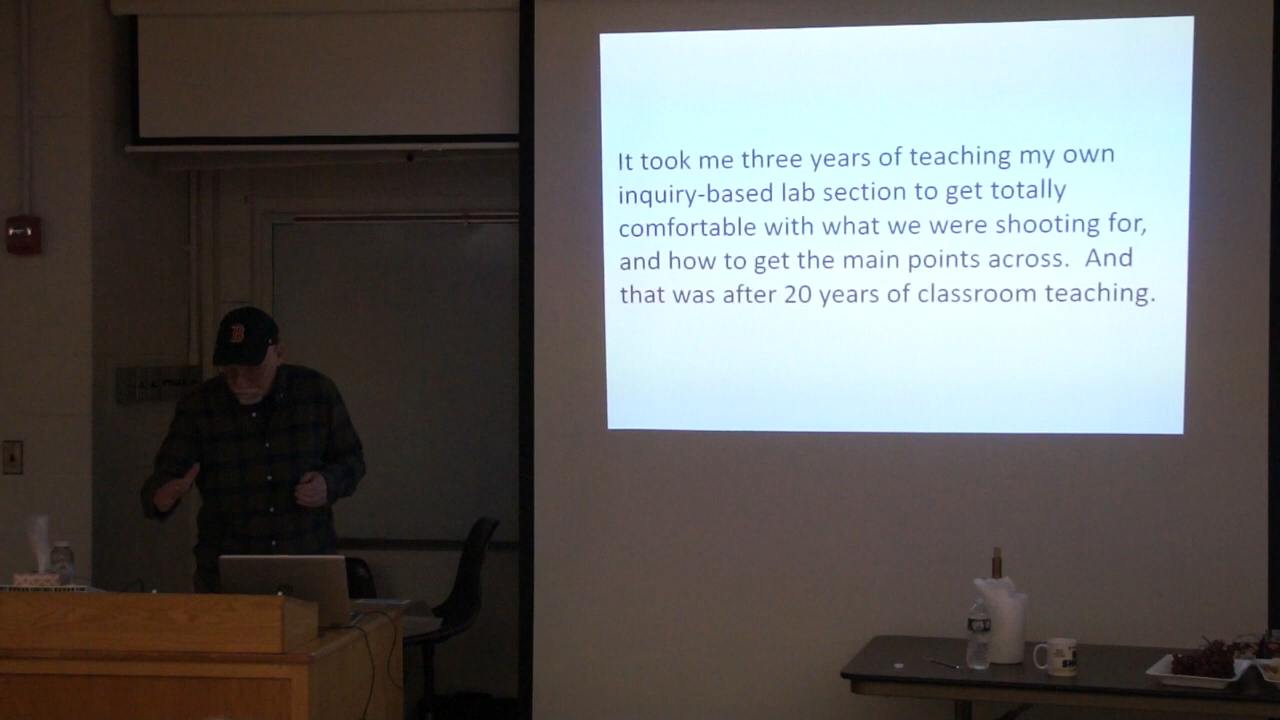 It took me three years of teaching my own
inquiry-based lab section to get totally
comfortable with what we were shooting for,
and how to get the main points across.  And
that was after 20 years of classroom teaching.
B